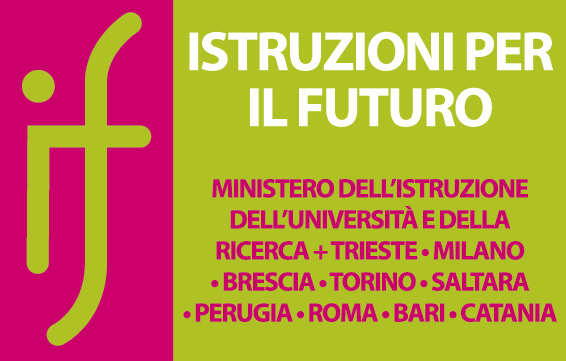 if
ISTRUZIONI PER
IL FUTURO
MINISTERO DELL'ISTRUZIONE
DELL'UNIVERSITÀ E DELLA
RICERCA + TRIESTE • MILANO
• BRESCIA • TORINO • SALTARA
• PERUGIA • ROMA • BARI • CATANIA